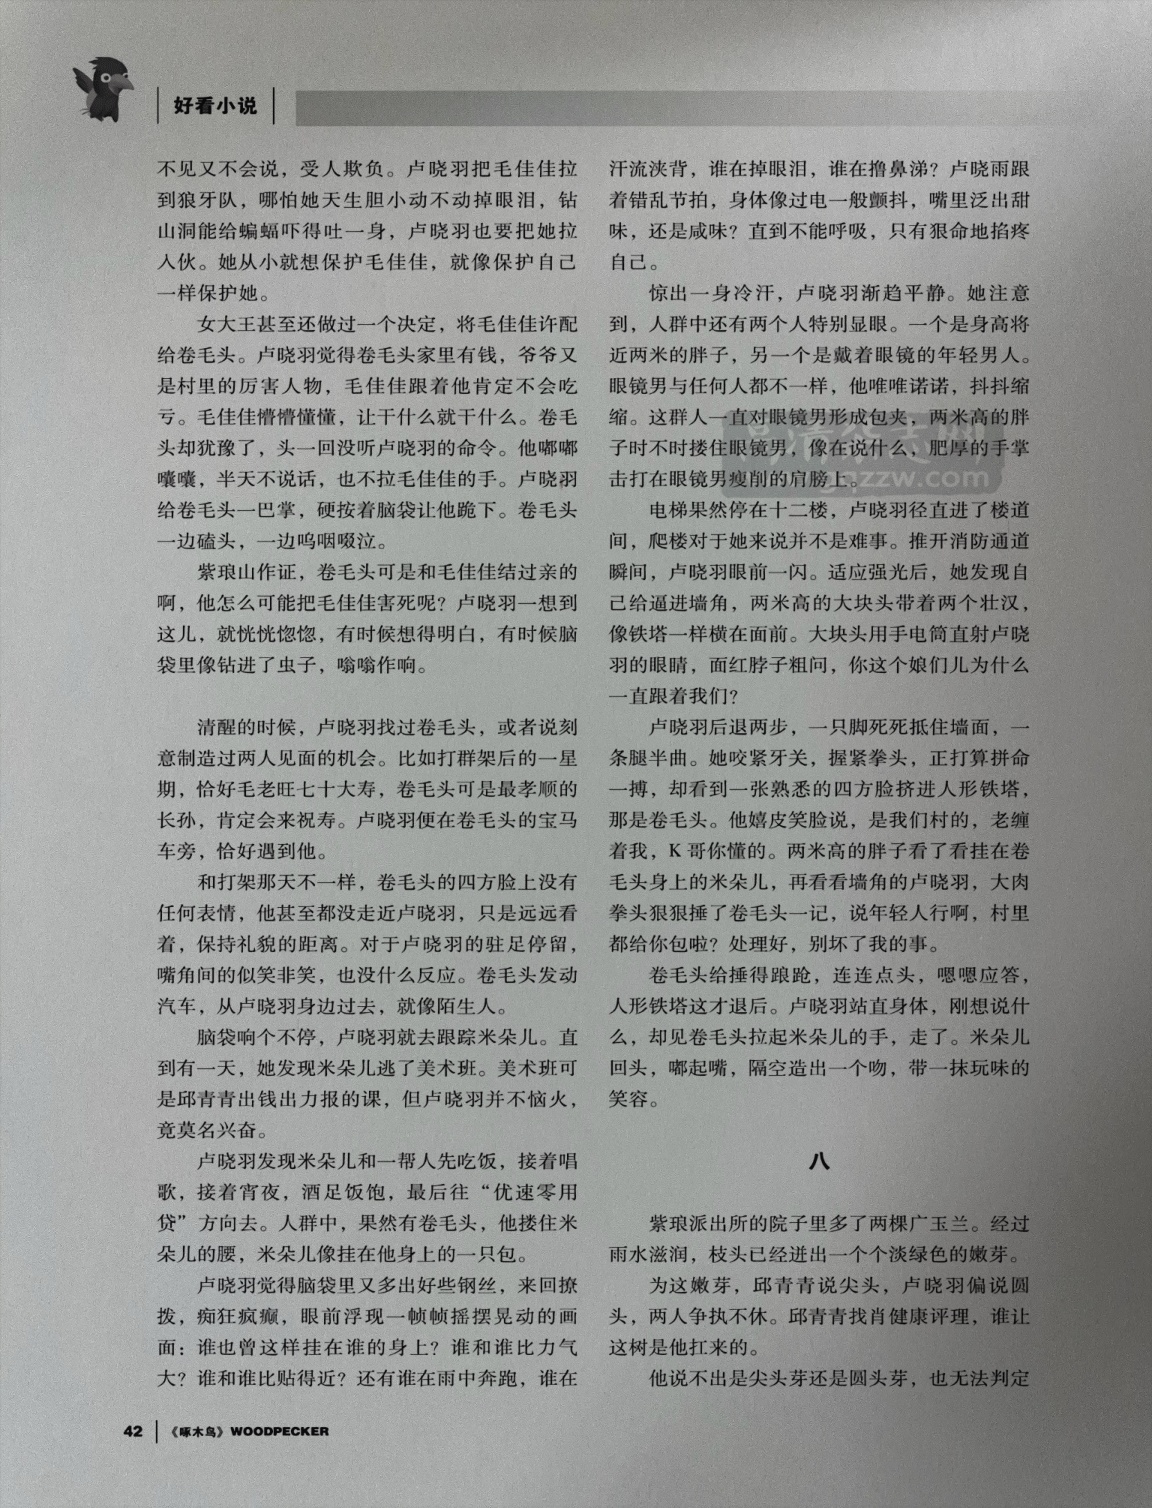 好看小说
不见又不会说，受人欺负。卢晓羽把毛佳佳拉
到狼牙队，哪怕她天生胆小动不动掉眼泪，钻
山洞能给蝙蝠吓得吐一身，卢晓羽也要把她拉
入伙。她从小就想保护毛佳佳，就像保护自己
一样保护她。
女大王甚至还做过一个决定，将毛佳佳许配
给卷毛头。卢晓羽觉得卷毛头家里有钱，爷爷又
是村里的厉害人物，毛佳佳跟着他肯定不会吃
亏。毛佳佳懵懵懂懂，让干什么就干什么。卷毛
头却犹豫了，头一回没听卢晓羽的命令。他嘟嘟
囔囔，半天不说话，也不拉毛佳佳的手。卢晓羽
给卷毛头一巴掌，硬按着脑袋让他跪下。卷毛头
一边磕头，一边呜咽啜泣。
紫琅山作证，卷毛头可是和毛佳佳结过亲的
啊，他怎么可能把毛佳佳害死呢？卢晓羽一想到
这儿，就恍恍惚惚，有时候想得明白，有时候脑
袋里像钻进了虫子，嗡嗡作响。
清醒的时候，卢晓羽找过卷毛头，或者说刻
意制造过两人见面的机会。比如打群架后的一星
期，恰好毛老旺七十大寿，卷毛头可是最孝顺的
长孙，肯定会来祝寿。卢晓羽便在卷毛头的宝马
车旁，恰好遇到他。
和打架那天不一样，卷毛头的四方脸上没有
任何表情，他甚至都没走近卢晓羽，只是远远看
着，保持礼貌的距离。对于卢晓羽的驻足停留，
嘴角间的似笑非笑，也没什么反应。卷毛头发动
汽车，从卢晓羽身边过去，就像陌生人。
脑袋响个不停，卢晓羽就去跟踪米朵儿。直
到有一天，她发现米朵儿逃了美术班。美术班可
是邱青青出钱出力报的课，但卢晓羽并不恼火，
竟莫名兴奋。
卢晓羽发现米朵儿和一帮人先吃饭，接着唱
歌，接着宵夜，酒足饭饱，最后往“优速零用
贷”方向去。人群中，果然有卷毛头，他搂住米
朵儿的腰，米朵儿像挂在他身上的一只包。
卢晓羽觉得脑袋里又多出好些钢丝，来回撩
拨，痴狂疯癫，眼前浮现一帧帧摇摆晃动的画
面：谁也曾这样挂在谁的身上？谁和谁比力气
大？谁和谁比贴得近？还有谁在雨中奔跑，谁在
汗流浃背，谁在掉眼泪，谁在撸鼻涕？卢晓雨跟
着错乱节拍，身体像过电一般颤抖，嘴里泛出甜
味，还是咸味？直到不能呼吸，只有狠命地掐疼
自己。
惊出一身冷汗，卢晓羽渐趋平静。她注意
到，人群中还有两个人特别显眼。一个是身高将
近两米的胖子，另一个是戴着眼镜的年轻男人。
眼镜男与任何人都不一样，他唯唯诺诺，抖抖缩
缩。这群人一直对眼镜男形成包夹，两米高的胖
子时不时搂住眼镜男，像在说什么，肥厚的手掌
击打在眼镜男瘦削的肩膀上。
gqzzw.com
电梯果然停在十二楼，卢晓羽径直进了楼道
间，爬楼对于她来说并不是难事。推开消防通道
瞬间，卢晓羽眼前一闪。适应强光后，她发现自
己给逼进墙角，两米高的大块头带着两个壮汉，
像铁塔一样横在面前。大块头用手电筒直射卢晓
羽的眼睛，面红脖子粗问，你这个娘们儿为什么
一直跟着我们？
卢晓羽后退两步，一只脚死死抵住墙面，一
条腿半曲。她咬紧牙关，握紧拳头，正打算拼命
一搏，却看到一张熟悉的四方脸挤进人形铁塔，
那是卷毛头。他嬉皮笑脸说，是我们村的，老缠
着我，K 哥你懂的。两米高的胖子看了看挂在卷
毛头身上的米朵儿，再看看墙角的卢晓羽，大肉
拳头狠狠捶了卷毛头一记，说年轻人行啊，村里
都给你包啦？处理好，别坏了我的事。
卷毛头给捶得踉跄，连连点头，嗯嗯应答，
人形铁塔这才退后。卢晓羽站直身体，刚想说什
么，却见卷毛头拉起米朵儿的手，走了。米朵儿
回头，嘟起嘴，隔空造出一个吻，带一抹玩味的
笑容。
八
紫琅派出所的院子里多了两棵广玉兰。经过
雨水滋润，枝头已经迸出一个个淡绿色的嫩芽。
为这嫩芽，邱青青说尖头，卢晓羽偏说圆
头，两人争执不休。邱青青找肖健康评理，谁让
这树是他扛来的。
他说不出是尖头芽还是圆头芽，也无法判定
42 《啄木鸟》WOODPECKER